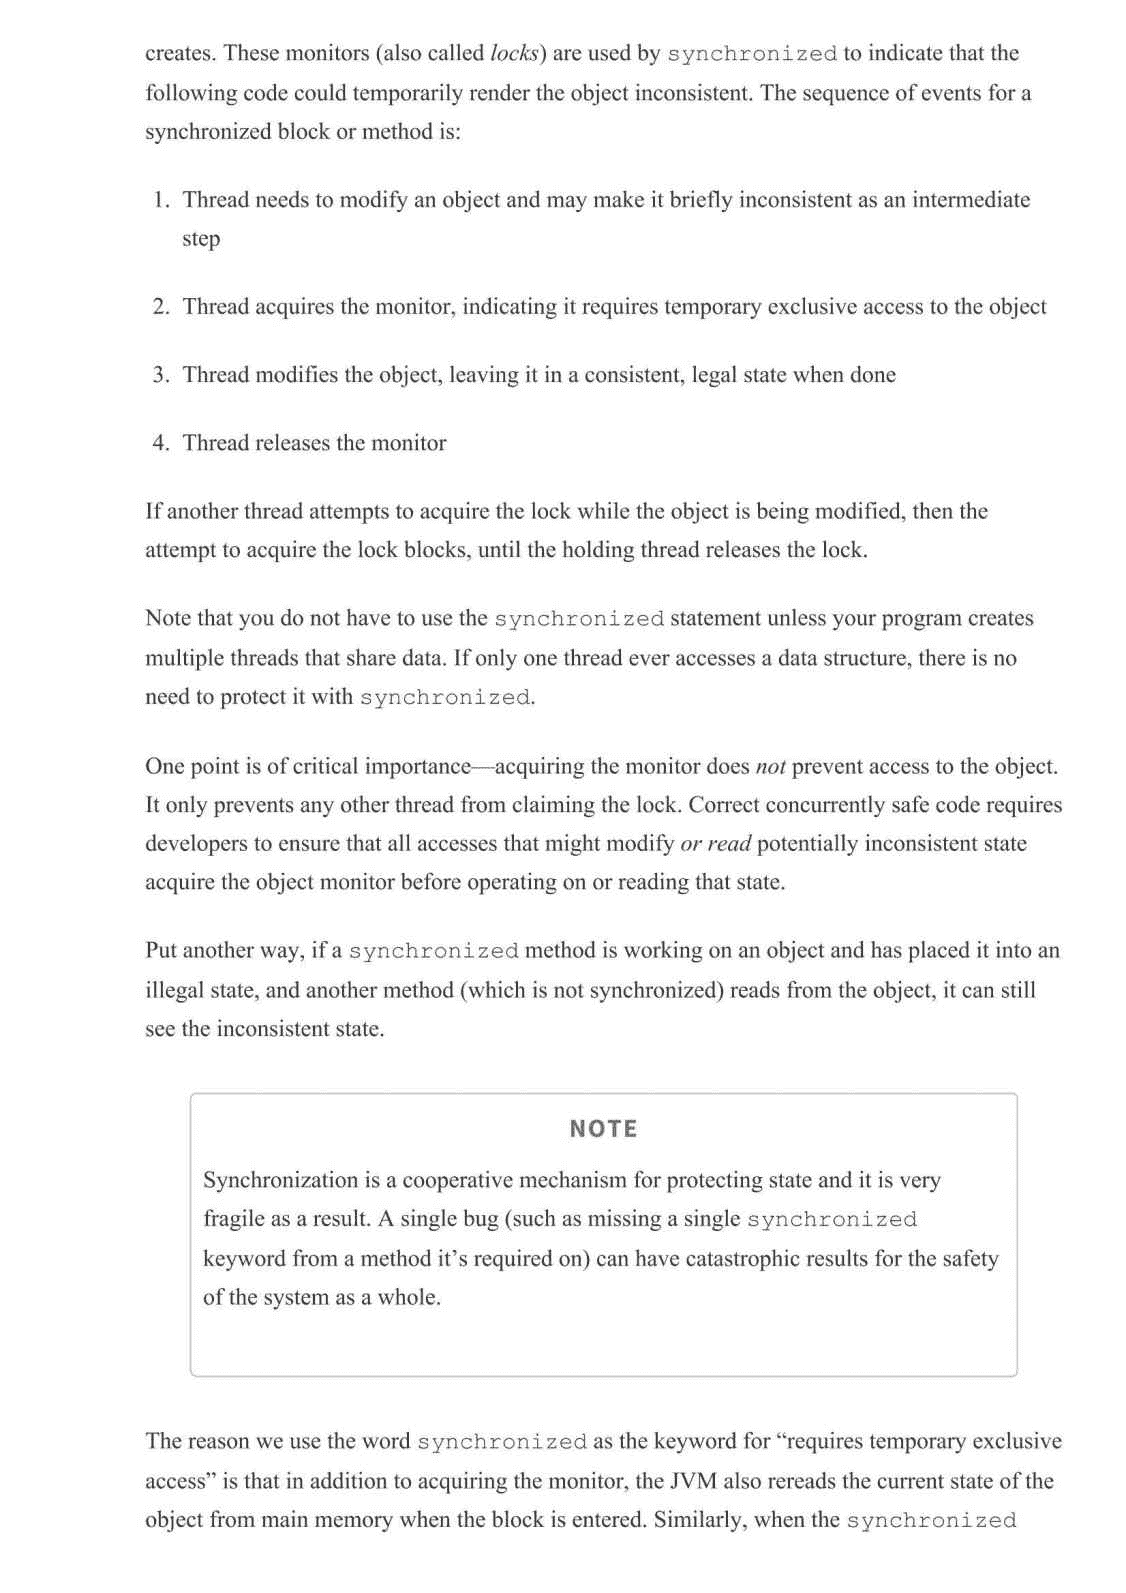 creates. These monitors (also called locks) are used by synchronized to indicate that the
following code could temporarily render the object inconsistent. The sequence of events for a
synchronized block or method is:
1. Thread needs to modify an object and may make it briefly inconsistent as an intermediate
step
2. Thread acquires the monitor, indicating it requires temporary exclusive access to the object
3. Thread modifies the object, leaving it in a consistent, legal state when done
4. Thread releases the monitor
If another thread attempts to acquire the lock while the object is being modified, then the
attempt to acquire the lock blocks, until the holding thread releases the lock.
Note that you do not have to use the synchronized statement unless your program creates
multiple threads that share data. If only one thread ever accesses a data structure, there is no
need to protect it with synchronized.
One point is of critical importance—acquiring the monitor does not prevent access to the object.
It only prevents any other thread from claiming the lock. Correct concurrently safe code requires
developers to ensure that all accesses that might modify or read potentially inconsistent state
acquire the object monitor before operating on or reading that state.
Put another way, if a synchronized method is working on an object and has placed it into an
illegal state, and another method (which is not synchronized) reads from the object, it can still
see the inconsistent state.
NOTE
Synchronization is a cooperative mechanism for protecting state and it is very
fragile as a result. A single bug (such as missing a single synchronized
keyword from a method it’s required on) can have catastrophic results for the safety
of the system as a whole.
The reason we use the word synchronized as the keyword for “requires temporary exclusive
access” is that in addition to acquiring the monitor, the JVM also rereads the current state of the
object from main memory when the block is entered. Similarly, when the synchronized